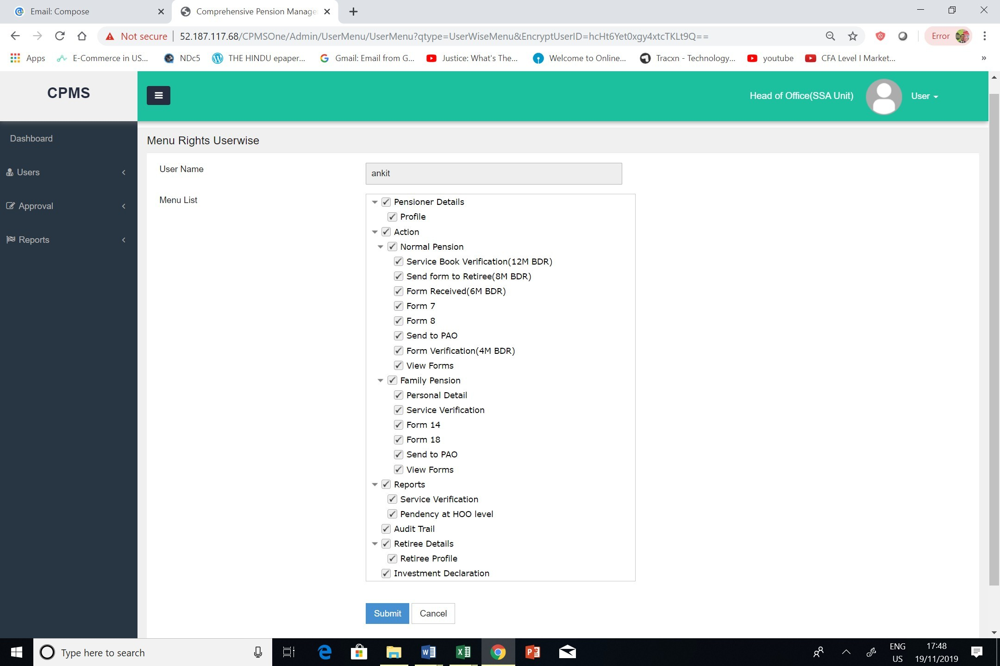 Email: Compose
Comprehensive Pension Manage
Not secure
52.187.117.68/CPMSOne/Admin/UserMenu/UserMenu?qtype=UserWiseMenu&EncryptUserID=hcHt6Yet0xgy4xtcTKLt9Q==
Error
Apps
E-Commerce in US...
NDc5
THE HINDU epaper...
Gmail: Email from G...
Justice: What's The...
Welcome to Online...
Tracxn - Technology...
youtube
CFA Level I Market...
CPMS
Head of Office(SSA Unit)
User
Dashboard
Users
Approval
Reports
Menu Rights Userwise
User Name
ankit
Menu List
Pensioner Details
Profile
Action
Normal Pension
Service Book Verification(12M BDR)
Send form to Retiree(8M BDR)
Form Received(6M BDR)
Form 7
Form 8
Send to PAO
Form Verification(4M BDR)
View Forms
Family Pension
Personal Detail
Service Verification
Form 14
Form 18
Send to PAO
View Forms
Reports
Service Verification
Pendency at HOO level
Audit Trail
Retiree Details
Retiree Profile
Investment Declaration
Submit
Cancel
Type here to search
ENG
US
17:48
19/11/2019